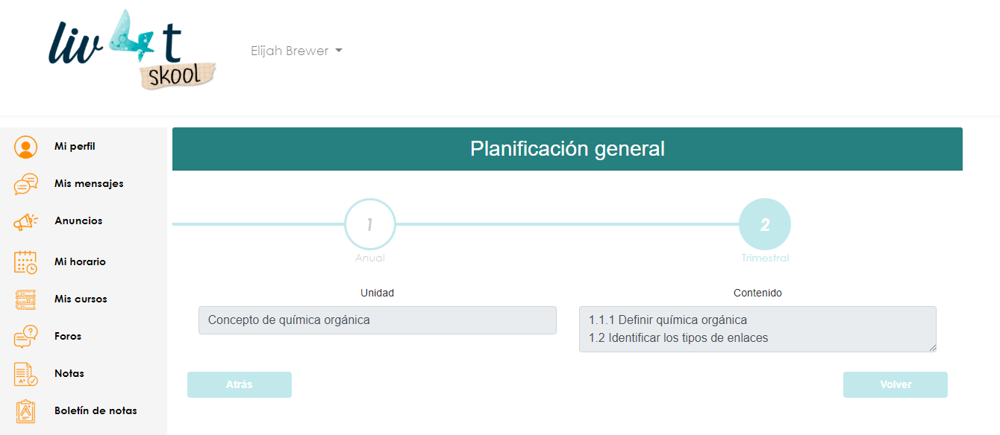 liv4t
skool
Elijah Brewer
Mi perfil
Mis mensajes
Anuncios
Mi horario
Mis cursos
Foros
Notas
Boletín de notas
Planificación general
1
2
Anual
Trimestral
Unidad
Contenido
Concepto de química orgánica
1.1.1 Definir química orgánica
1.2 Identificar los tipos de enlaces
Atrás
Volver